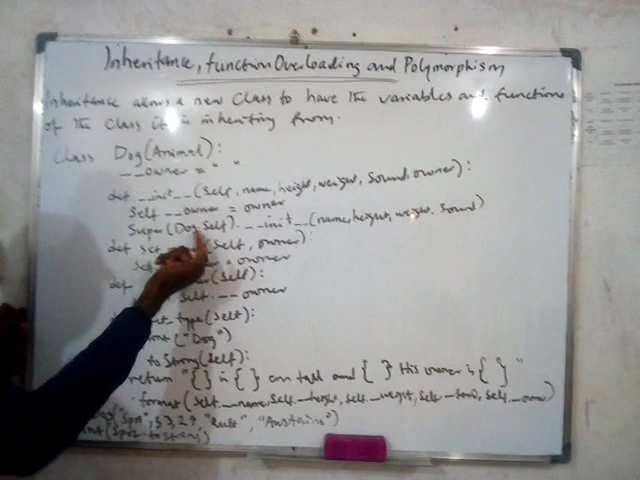 Inheritance, function Overloading and Polymorphism
Inheritance allows a new Class to have the variables and functions
of the Class it is inheriting from.
Class Dog(Animal):
__owner = " "
def __init__(Self, name, height, weight, Sound, owner):
Self.__owner = owner
Super(Dog, Self).__init__(name, height, weight, Sound)
def set (Self, owner):
= owner
def (Self):
Self.__owner
type(Self):
("Dog")
toString(Self):
return "{} is {} cm tall and {} His owner is {}"
.format(Self.__name, Self.__height, Self.__weight, Self.__Sound, Self.__owner)
53, 27, "Ruff",